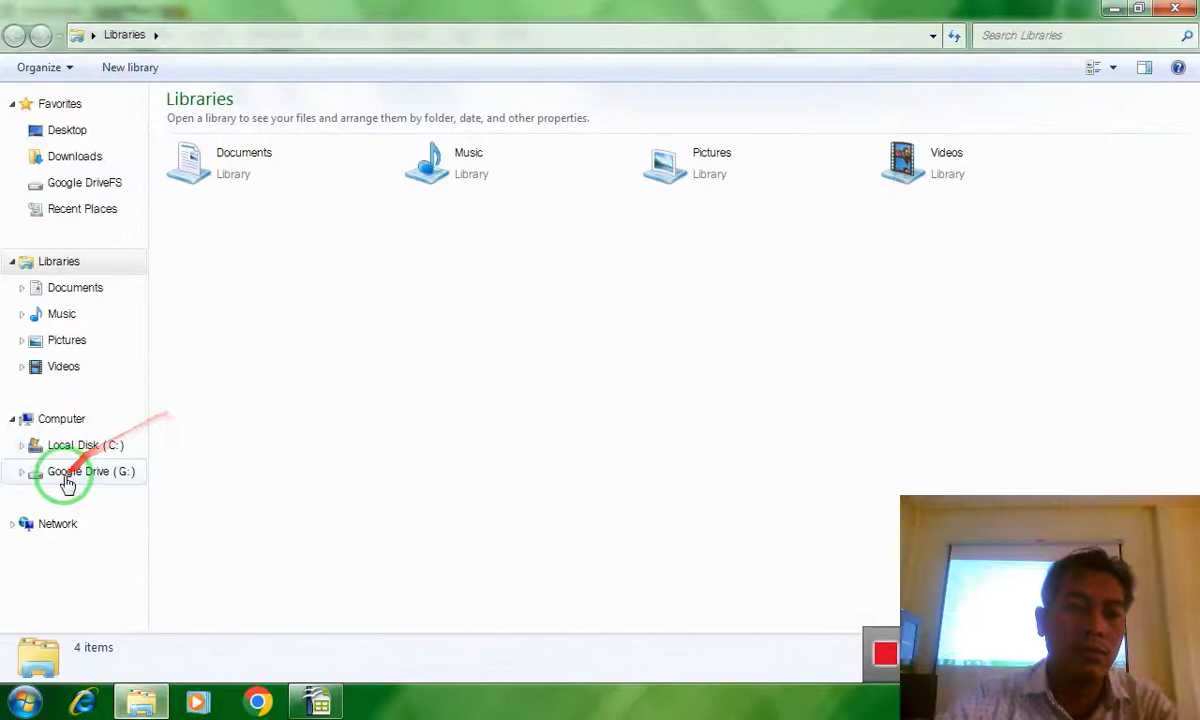 Libraries
Search Libraries
Organize
New library
Favorites
Desktop
Downloads
Google DriveFS
Recent Places
Libraries
Documents
Music
Pictures
Videos
Computer
Local Disk (C:)
Google Drive (G:)
Network
Libraries
Open a library to see your files and arrange them by folder, date, and other properties.
Documents
Library
Music
Library
Pictures
Library
Videos
Library
4 items